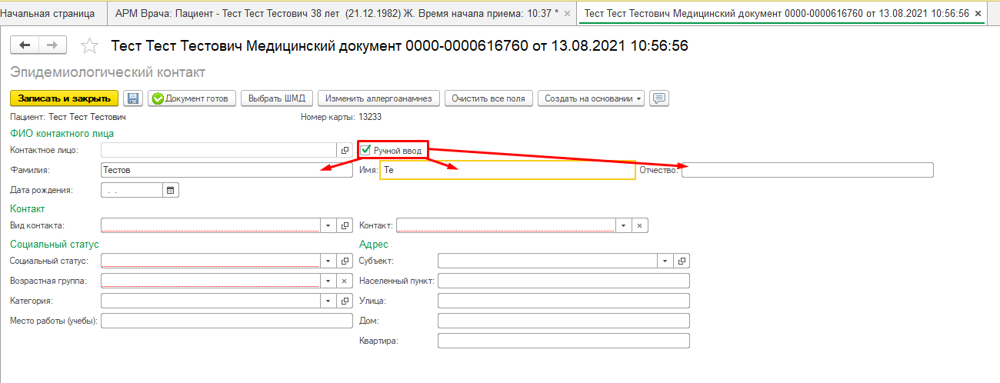 Начальная страница
АРМ Врача: Пациент - Тест Тест Тестович 38 лет (21.12.1982) Ж. Время начала приема: 10:37 * ×
Тест Тест Тестович Медицинский документ 0000-0000616760 от 13.08.2021 10:56:56 ×
Тест Тест Тестович Медицинский документ 0000-0000616760 от 13.08.2021 10:56:56
Эпидемиологический контакт
Записать и закрыть Документ готов Выбрать ШМД Изменить аллергоанамнез Очистить все поля Создать на основании
Пациент: Тест Тест Тестович Номер карты: 13233
ФИО контактного лица
Контактное лицо: Ручной ввод
Фамилия: Тестов Имя: Те Отчество:
Дата рождения: . .
Контакт
Вид контакта: Контакт:
Социальный статус Адрес
Социальный статус: Субъект:
Возрастная группа: Населенный пункт:
Категория: Улица:
Место работы (учебы): Дом:
Квартира: